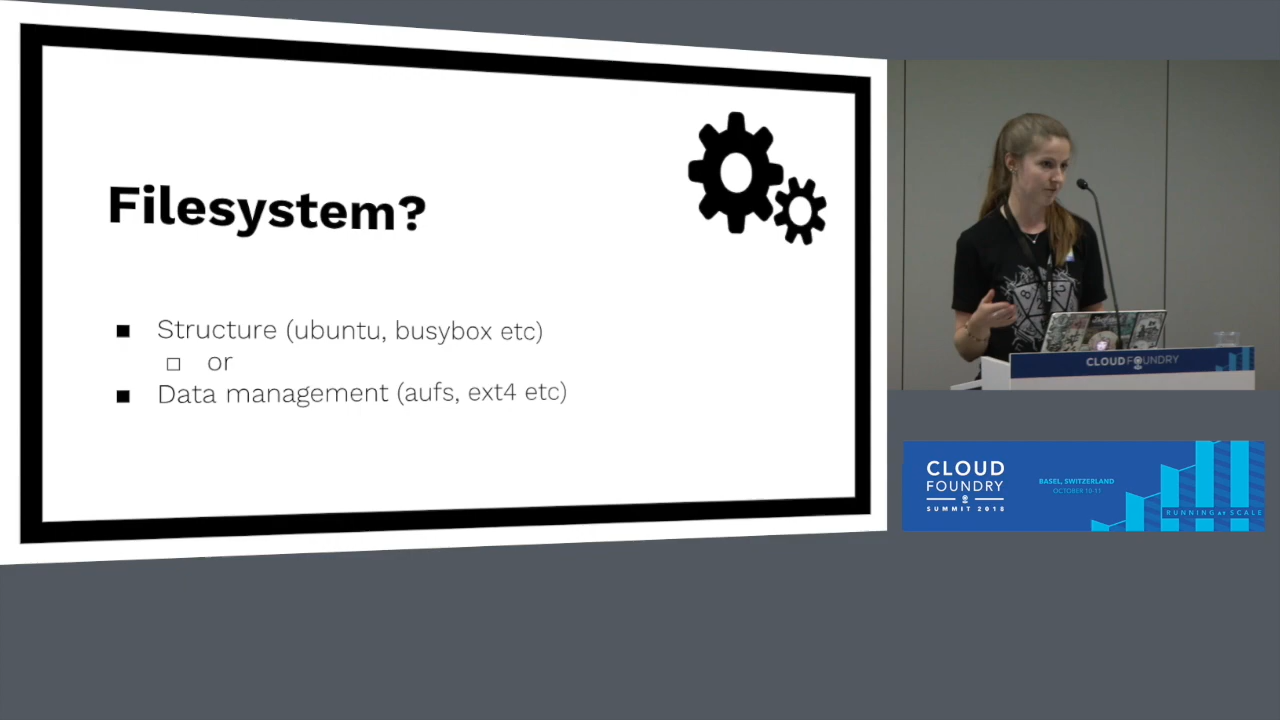 Filesystem?
■ Structure (ubuntu, busybox etc)
□ or
■ Data management (aufs, ext4 etc)
CLOUD FOUNDRY
CLOUD
FOUNDRY
SUMMIT 2018
BASEL, SWITZERLAND
OCTOBER 10-11
RUNNING AT SCALE